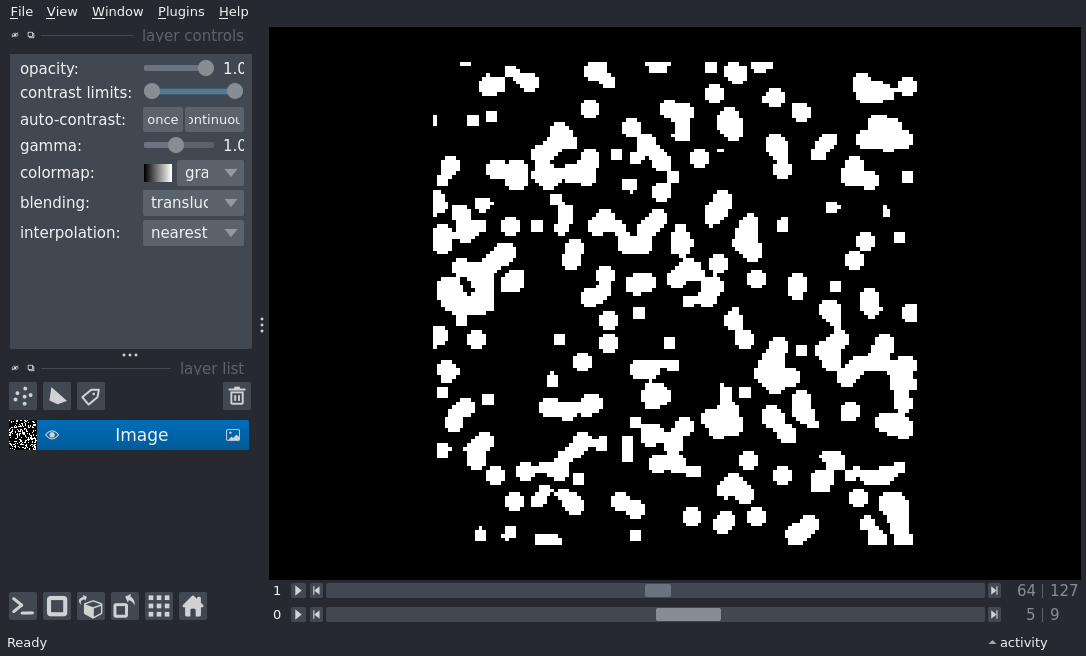 File View Window Plugins Help
layer controls
opacity: 1.0
contrast limits:
auto-contrast: once ontinuou
gamma: 1.0
colormap: gra
blending: transluc
interpolation: nearest
layer list
Image
1 64 | 127
0 5 | 9
Ready activity